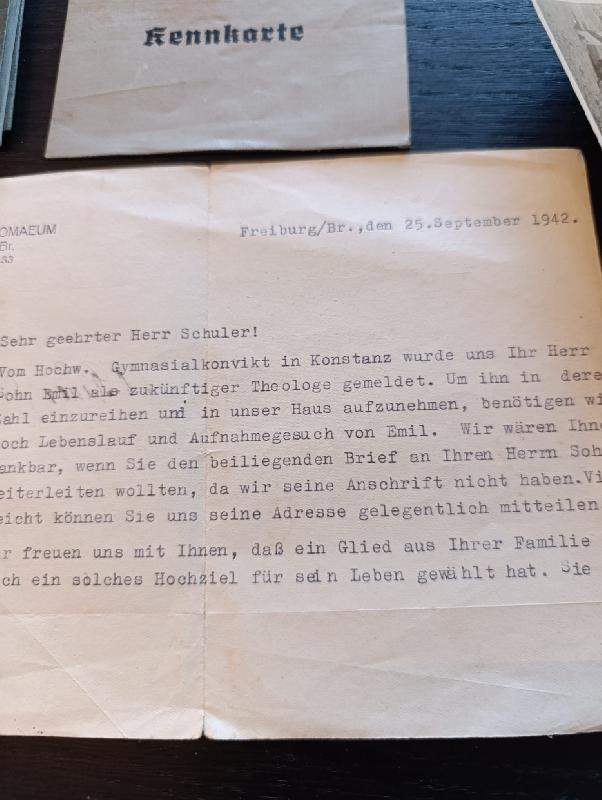 Kennkarte
OMAEUM
Br.
33
Freiburg/Br.,den 25.September 1942.
Sehr geehrter Herr Schuler!
Vom Hochw. Gymnasialkonvikt in Konstanz wurde uns Ihr Herr
Sohn Emil als zukünftiger Theologe gemeldet. Um ihn in dere
Zahl einzureihen und in unser Haus aufzunehmen, benötigen wi
och Lebenslauf und Aufnahmegesuch von Emil. Wir wären Ihne
ankbar, wenn Sie den beiliegenden Brief an Ihren Herrn Soh
eiterleiten wollten, da wir seine Anschrift nicht haben.Vi
eicht können Sie uns seine Adresse gelegentlich mitteilen
r freuen uns mit Ihnen, daß ein Glied aus Ihrer Familie
ch ein solches Hochziel für sein Leben gewählt hat. Sie